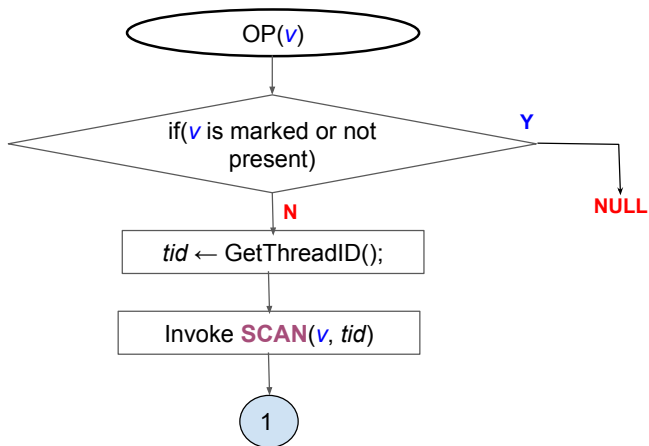 OP(v)
if(v is marked or not
present)
Y
NULL
N
tid ← GetThreadID();
Invoke SCAN(v, tid)
1